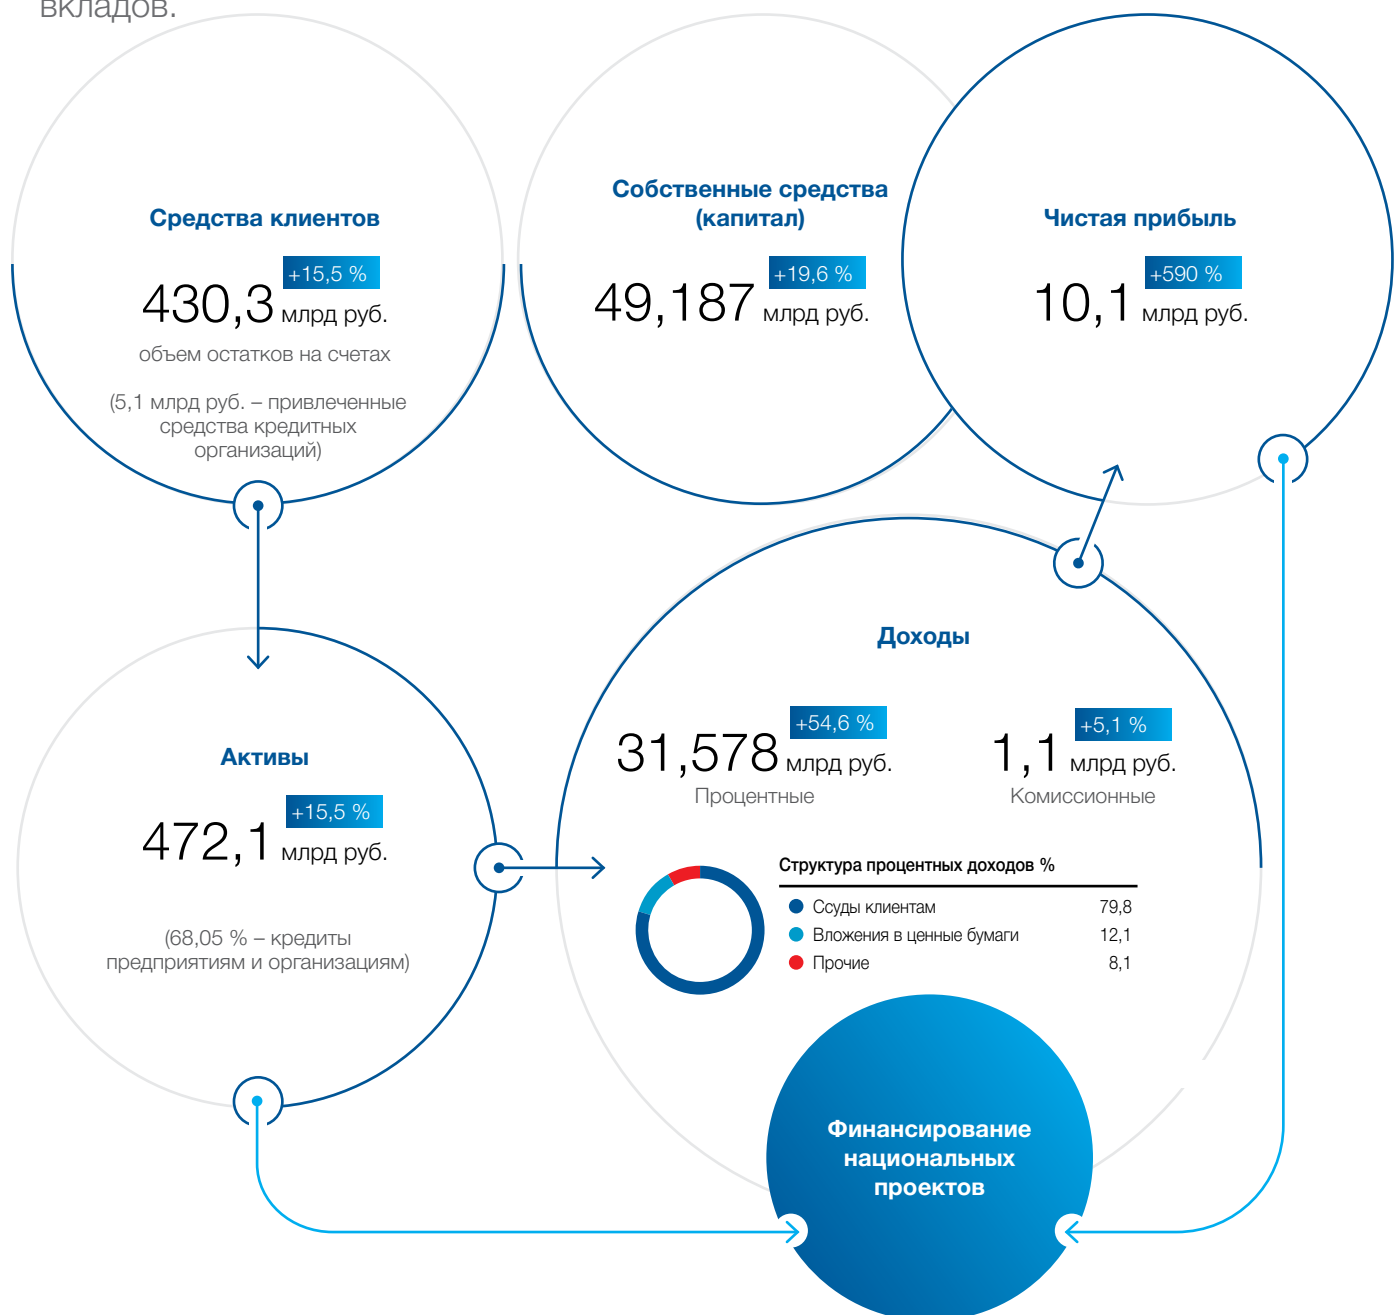 вкладов.
Средства клиентов
+15,5 %
430,3 млрд руб.
объем остатков на счетах
(5,1 млрд руб. – привлеченные
средства кредитных
организаций)
Собственные средства
(капитал)
+19,6 %
49,187 млрд руб.
Чистая прибыль
+590 %
10,1 млрд руб.
Активы
+15,5 %
472,1 млрд руб.
(68,05 % – кредиты
предприятиям и организациям)
Доходы
+54,6 %
31,578 млрд руб.
Процентные
+5,1 %
1,1 млрд руб.
Комиссионные
Структура процентных доходов %
Ссуды клиентам 79,8
Вложения в ценные бумаги 12,1
Прочие 8,1
Финансирование
национальных
проектов